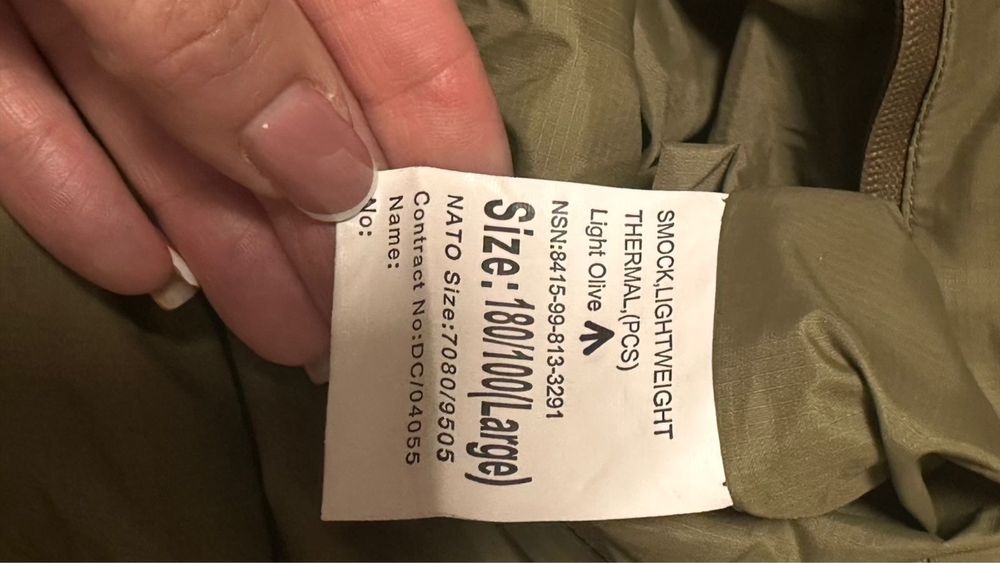 SMOCK,LIGHTWEIGHT
THERMAL,(PCS)
Light Olive
NSN:8415-99-813-3291
Size:180/100(Large)
NATO Size:7080/9505
Contract No:DC/04055
Name:
No: